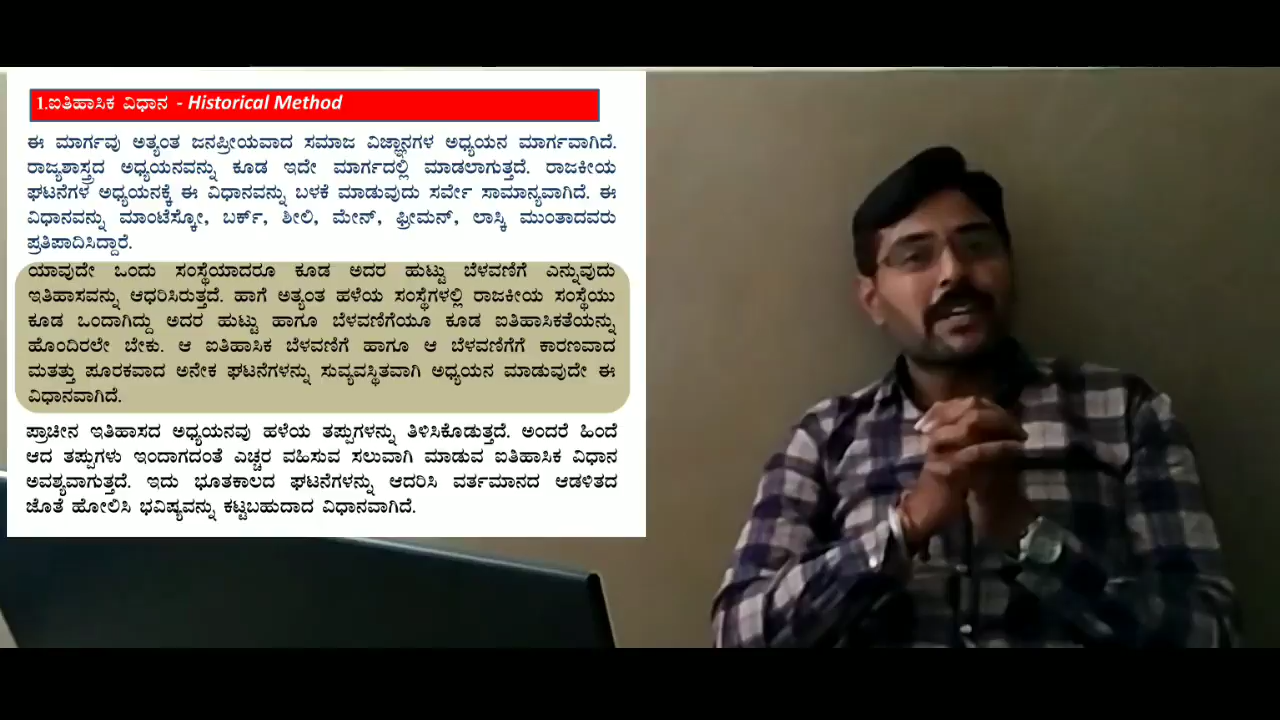 1.ಐತಿಹಾಸಿಕ ವಿಧಾನ - Historical Method
ಈ ಮಾರ್ಗವು ಅತ್ಯಂತ ಜನಪ್ರೀಯವಾದ ಸಮಾಜ ವಿಜ್ಞಾನಗಳ ಅಧ್ಯಯನ ಮಾರ್ಗವಾಗಿದೆ.
ರಾಜ್ಯಶಾಸ್ತ್ರದ ಅಧ್ಯಯನವನ್ನು ಕೂಡ ಇದೇ ಮಾರ್ಗದಲ್ಲಿ ಮಾಡಲಾಗುತ್ತದೆ. ರಾಜಕೀಯ
ಘಟನೆಗಳ ಅಧ್ಯಯನಕ್ಕೆ ಈ ವಿಧಾನವನ್ನು ಬಳಕೆ ಮಾಡುವುದು ಸರ್ವೇ ಸಾಮಾನ್ಯವಾಗಿದೆ. ಈ
ವಿಧಾನವನ್ನು ಮಾಂಟೆಸ್ಕೋ, ಬರ್ಕ್, ಶೀಲಿ, ಮೇನ್, ಫ್ರೀಮನ್, ಲಾಸ್ಕಿ ಮುಂತಾದವರು
ಪ್ರತಿಪಾದಿಸಿದ್ದಾರೆ.
ಯಾವುದೇ ಒಂದು ಸಂಸ್ಥೆಯಾದರೂ ಕೂಡ ಅದರ ಹುಟ್ಟು ಬೆಳವಣಿಗೆ ಎನ್ನುವುದು
ಇತಿಹಾಸವನ್ನು ಆಧರಿಸಿರುತ್ತದೆ. ಹಾಗೆ ಅತ್ಯಂತ ಹಳೆಯ ಸಂಸ್ಥೆಗಳಲ್ಲಿ ರಾಜಕೀಯ ಸಂಸ್ಥೆಯು
ಕೂಡ ಒಂದಾಗಿದ್ದು ಅದರ ಹುಟ್ಟು ಹಾಗೂ ಬೆಳವಣಿಗೆಯೂ ಕೂಡ ಐತಿಹಾಸಿಕತೆಯನ್ನು
ಹೊಂದಿರಲೇ ಬೇಕು. ಆ ಐತಿಹಾಸಿಕ ಬೆಳವಣಿಗೆ ಹಾಗೂ ಆ ಬೆಳವಣಿಗೆಗೆ ಕಾರಣವಾದ
ಮತತ್ತು ಪೂರಕವಾದ ಅನೇಕ ಘಟನೆಗಳನ್ನು ಸುವ್ಯವಸ್ಥಿತವಾಗಿ ಅಧ್ಯಯನ ಮಾಡುವುದೇ ಈ
ವಿಧಾನವಾಗಿದೆ.
ಪ್ರಾಚೀನ ಇತಿಹಾಸದ ಅಧ್ಯಯನವು ಹಳೆಯ ತಪ್ಪುಗಳನ್ನು ತಿಳಿಸಿಕೊಡುತ್ತದೆ. ಅಂದರೆ ಹಿಂದೆ
ಆದ ತಪ್ಪುಗಳು ಇಂದಾಗದಂತೆ ಎಚ್ಚರ ವಹಿಸುವ ಸಲುವಾಗಿ ಮಾಡುವ ಐತಿಹಾಸಿಕ ವಿಧಾನ
ಅವಶ್ಯವಾಗುತ್ತದೆ. ಇದು ಭೂತಕಾಲದ ಘಟನೆಗಳನ್ನು ಆದರಿಸಿ ವರ್ತಮಾನದ ಆಡಳಿತದ
ಜೊತೆ ಹೋಲಿಸಿ ಭವಿಷ್ಯವನ್ನು ಕಟ್ಟಬಹುದಾದ ವಿಧಾನವಾಗಿದೆ.